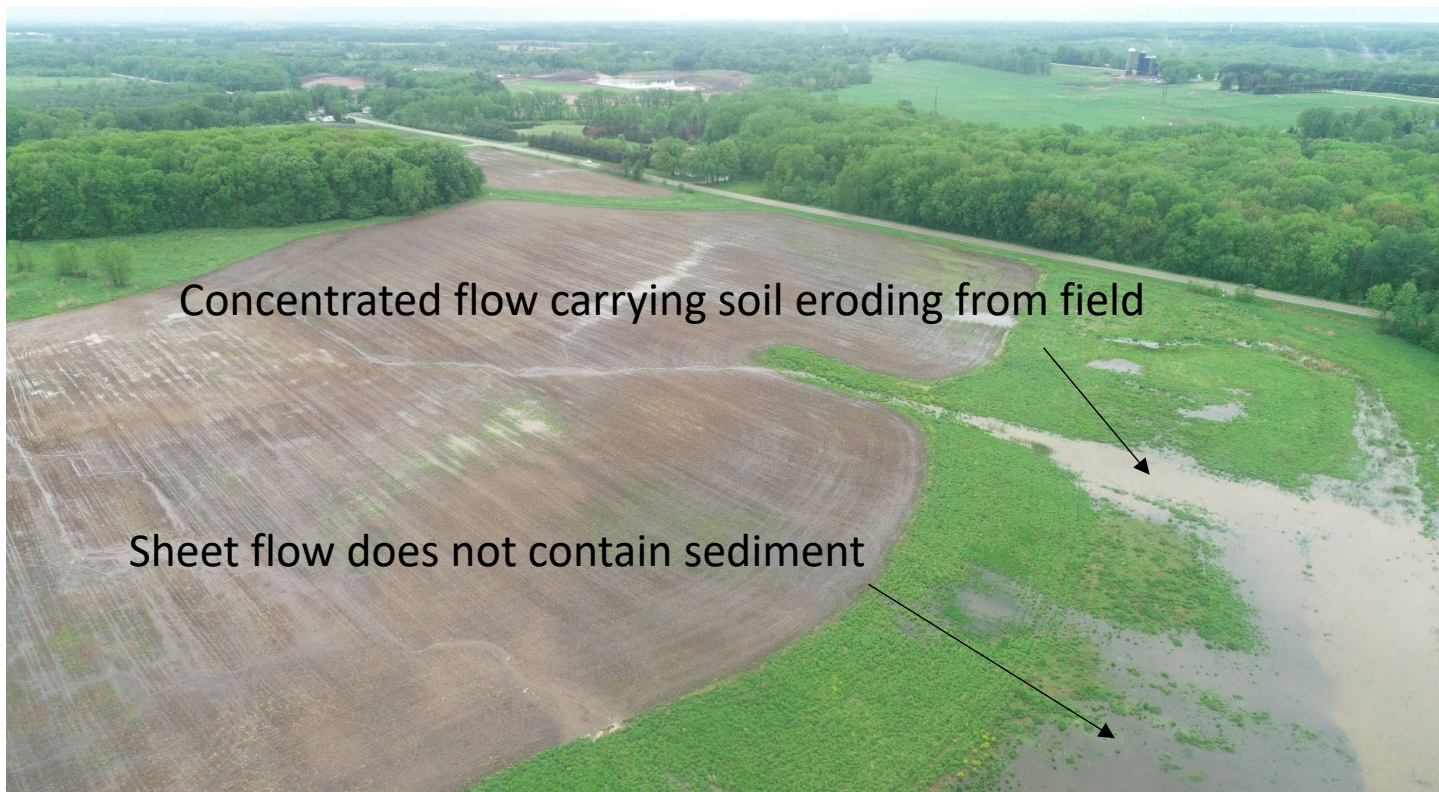 Concentrated flow carrying soil eroding from field
Sheet flow does not contain sediment